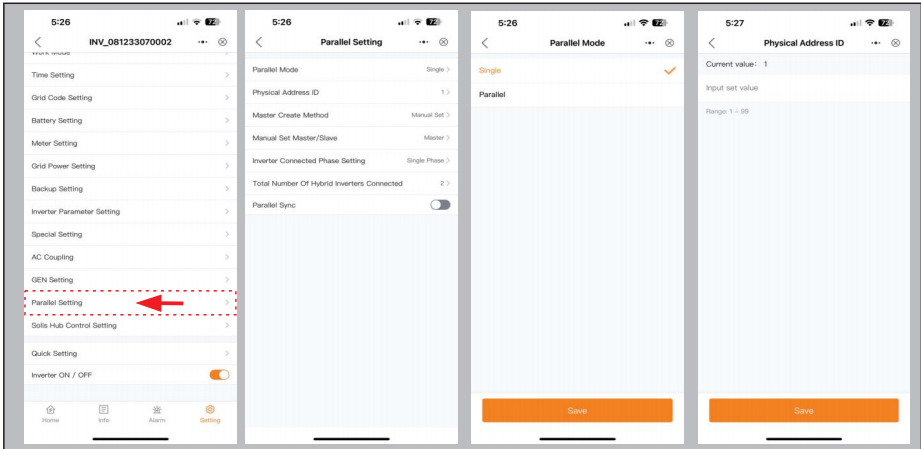 5:26
72
INV_081233070002
Work Mode
Time Setting
Grid Code Setting
Battery Setting
Meter Setting
Grid Power Setting
Backup Setting
Inverter Parameter Setting
Special Setting
AC Coupling
GEN Setting
Parallel Setting
Solis Hub Control Setting
Quick Setting
Inverter ON / OFF
Home Info Alarm Setting
5:26
72
Parallel Setting
Parallel Mode Single
Physical Address ID 1
Master Create Method Manual Set
Manual Set Master/Slave Master
Inverter Connected Phase Setting Single Phase
Total Number Of Hybrid Inverters Connected 2
Parallel Sync
5:26
72
Parallel Mode
Single
Parallel
Save
5:27
72
Physical Address ID
Current value: 1
Input set value
Range: 1 ~ 99
Save